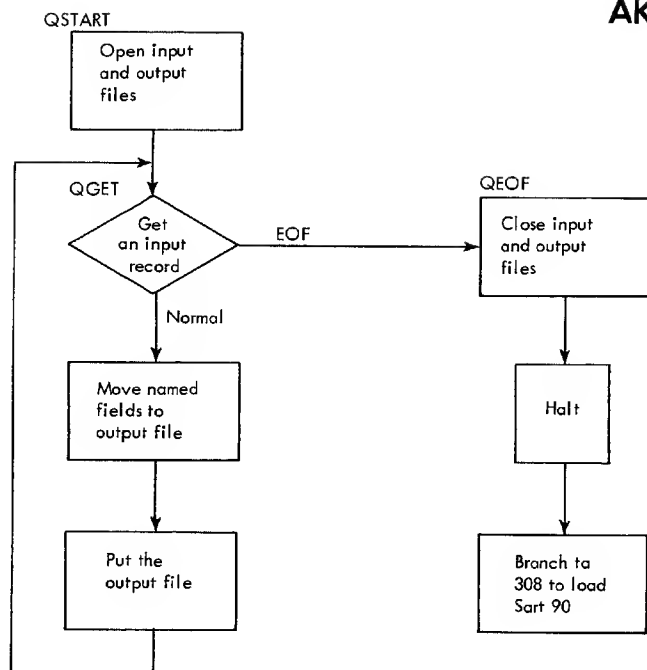 AK
QSTART
Open input
and output
files
QGET
Get
an input
record
EOF
Normal
Move named
fields to
output file
Put the
output file
QEOF
Close input
and output
files
Halt
Branch ta
308 to load
Sart 90